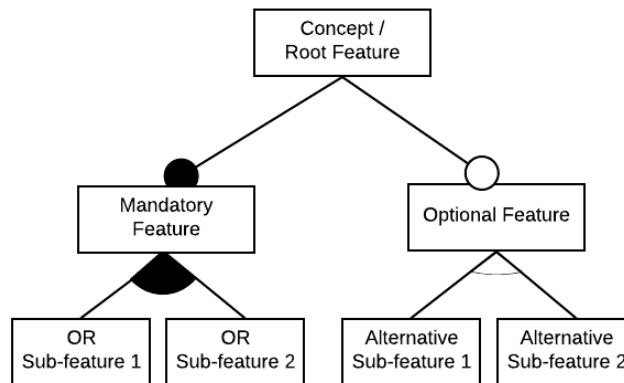 Concept /
Root Feature
Mandatory
Feature
Optional Feature
OR
Sub-feature 1
OR
Sub-feature 2
Alternative
Sub-feature 1
Alternative
Sub-feature 2